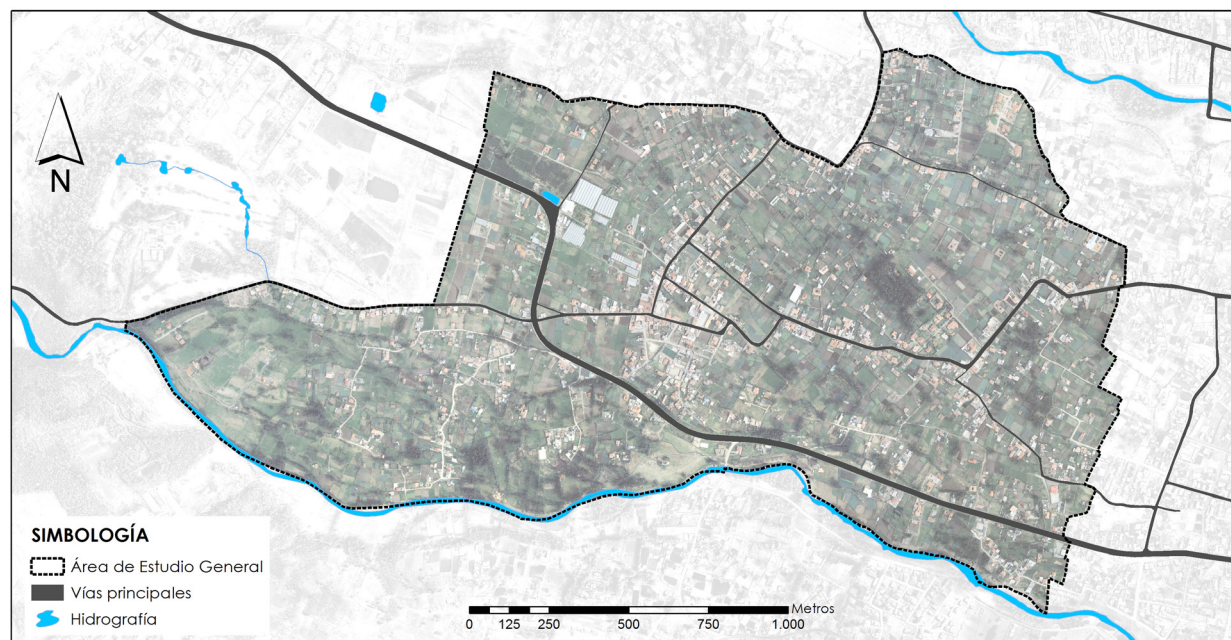 N
SIMBOLOGÍA
Área de Estudio General
Vías principales
Hidrografía
Metros
0 125 250 500 750 1.000